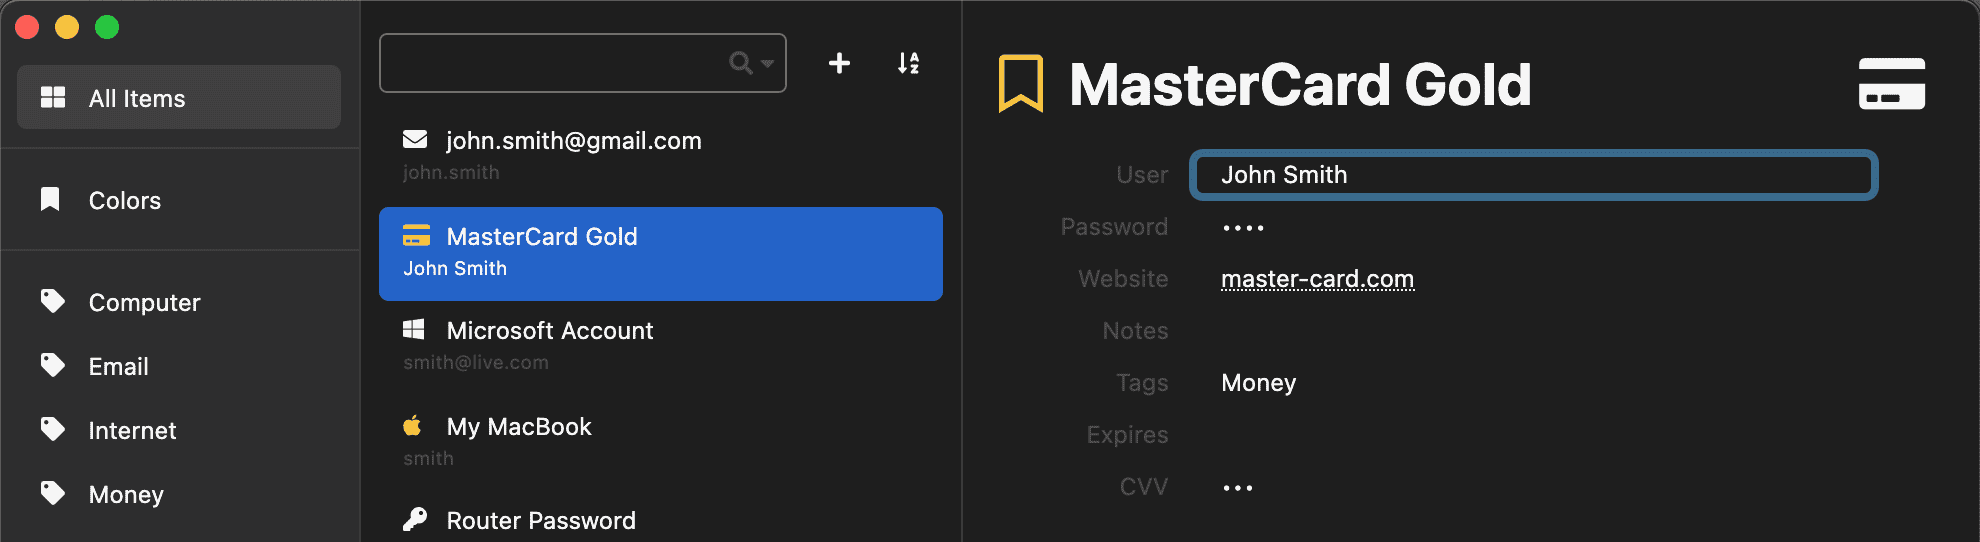 All Items
Colors
Computer
Email
Internet
Money
john.smith@gmail.com
john.smith
MasterCard Gold
John Smith
Microsoft Account
smith@live.com
My MacBook
smith
Router Password
MasterCard Gold
User John Smith
Password ••••
Website master-card.com
Notes
Tags Money
Expires
CVV •••